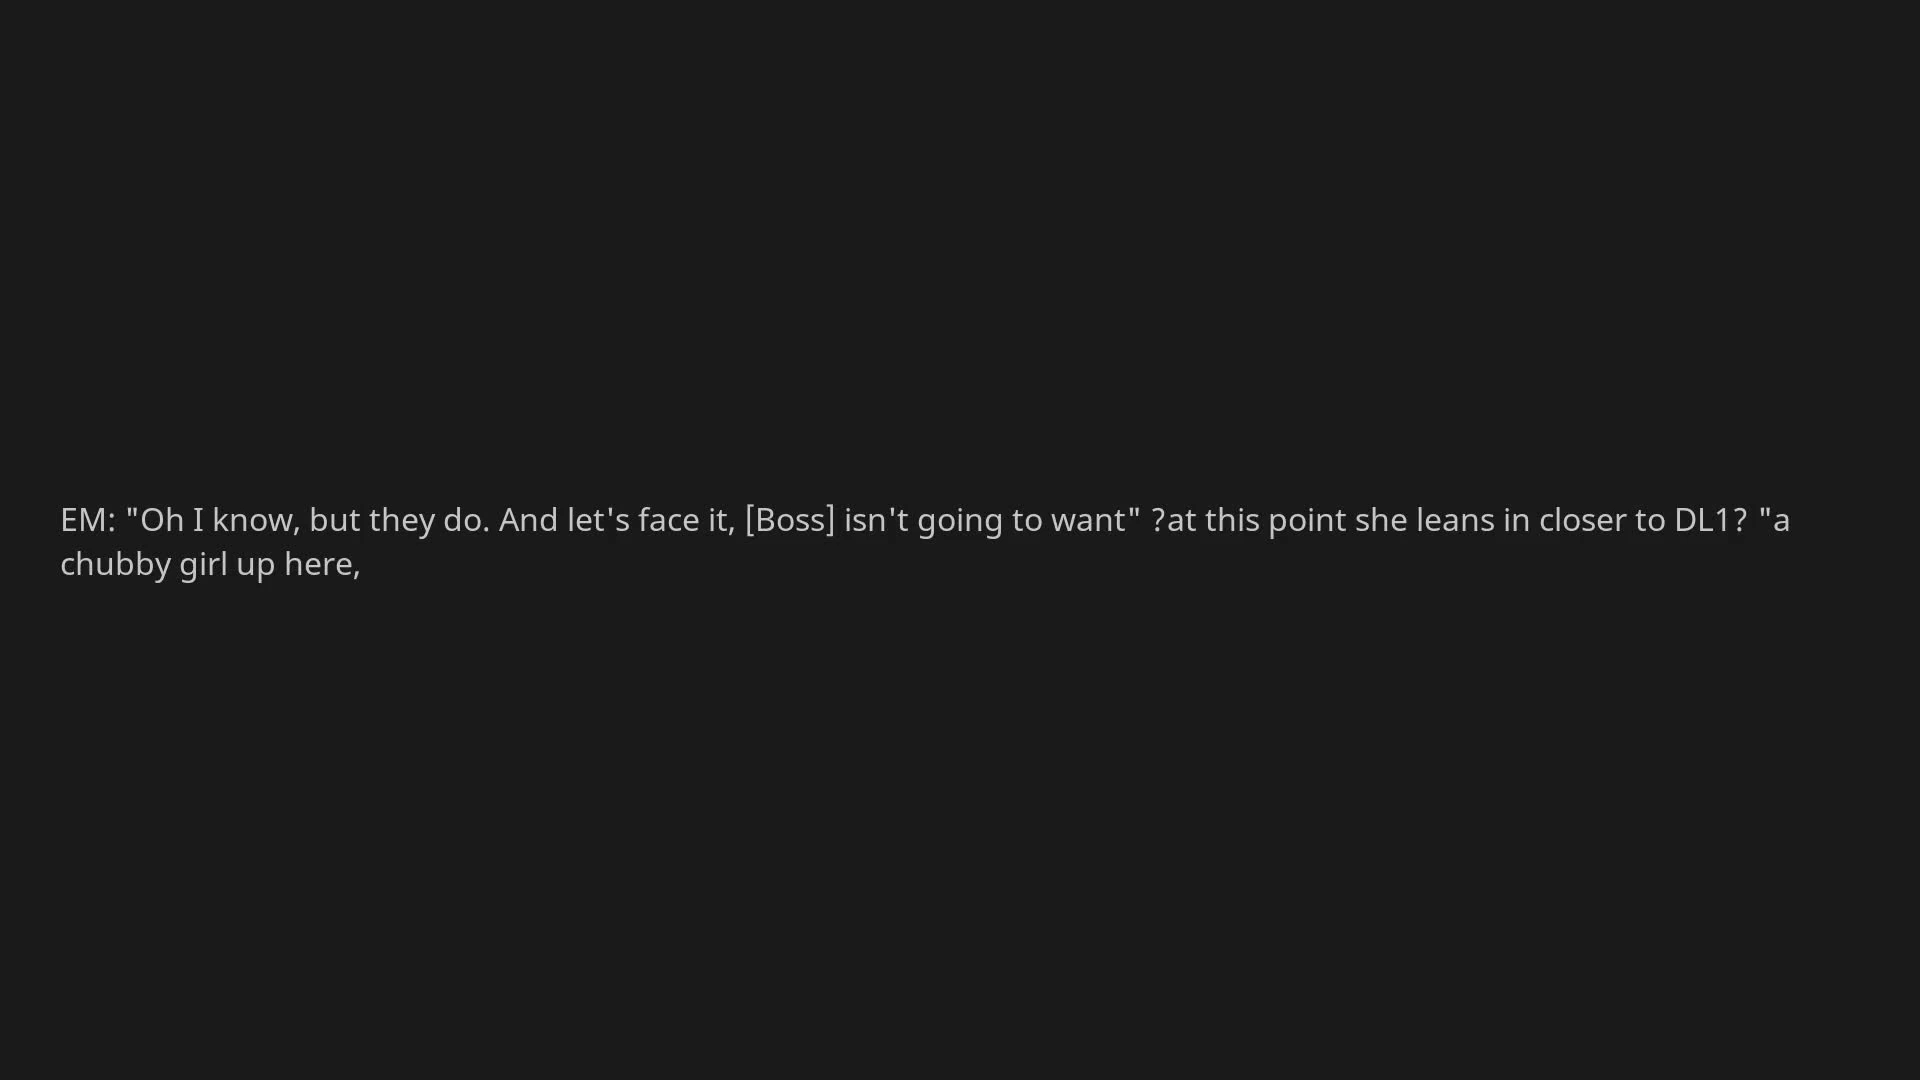 EM: "Oh I know, but they do. And let's face it, [Boss] isn't going to want" ?at this point she leans in closer to DL1? "a
chubby girl up here,